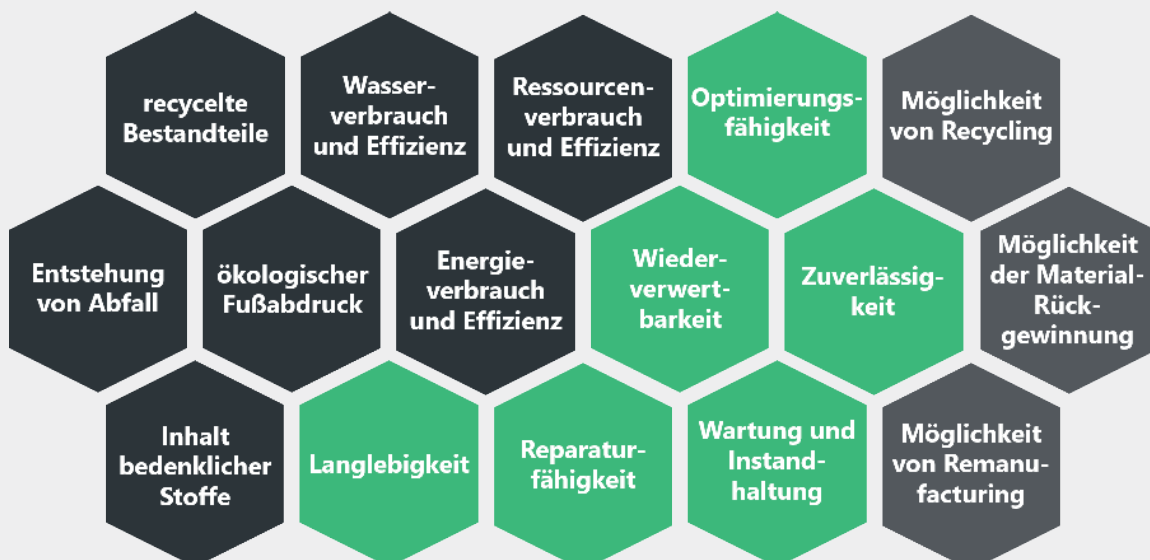 recycelte
Bestandteile
Wasser-
verbrauch
und Effizienz
Ressourcen-
verbrauch
und Effizienz
Optimierungs-
fähigkeit
Möglichkeit
von Recycling
Entstehung
von Abfall
ökologischer
Fußabdruck
Energie-
verbrauch
und Effizienz
Wieder-
verwert-
barkeit
Zuverlässig-
keit
Möglichkeit
der Material-
Rück-
gewinnung
Inhalt
bedenklicher
Stoffe
Langlebigkeit
Reparatur-
fähigkeit
Wartung und
Instand-
haltung
Möglichkeit
von Remanu-
facturing